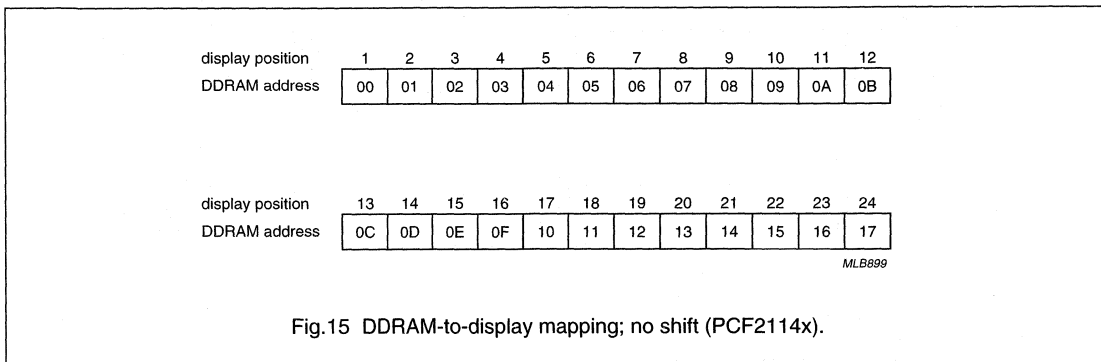 display position 1 2 3 4 5 6 7 8 9 10 11 12
DDRAM address 00 01 02 03 04 05 06 07 08 09 0A 0B
display position 13 14 15 16 17 18 19 20 21 22 23 24
DDRAM address 0C 0D 0E 0F 10 11 12 13 14 15 16 17
MLB899
Fig.15 DDRAM-to-display mapping; no shift (PCF2114x).